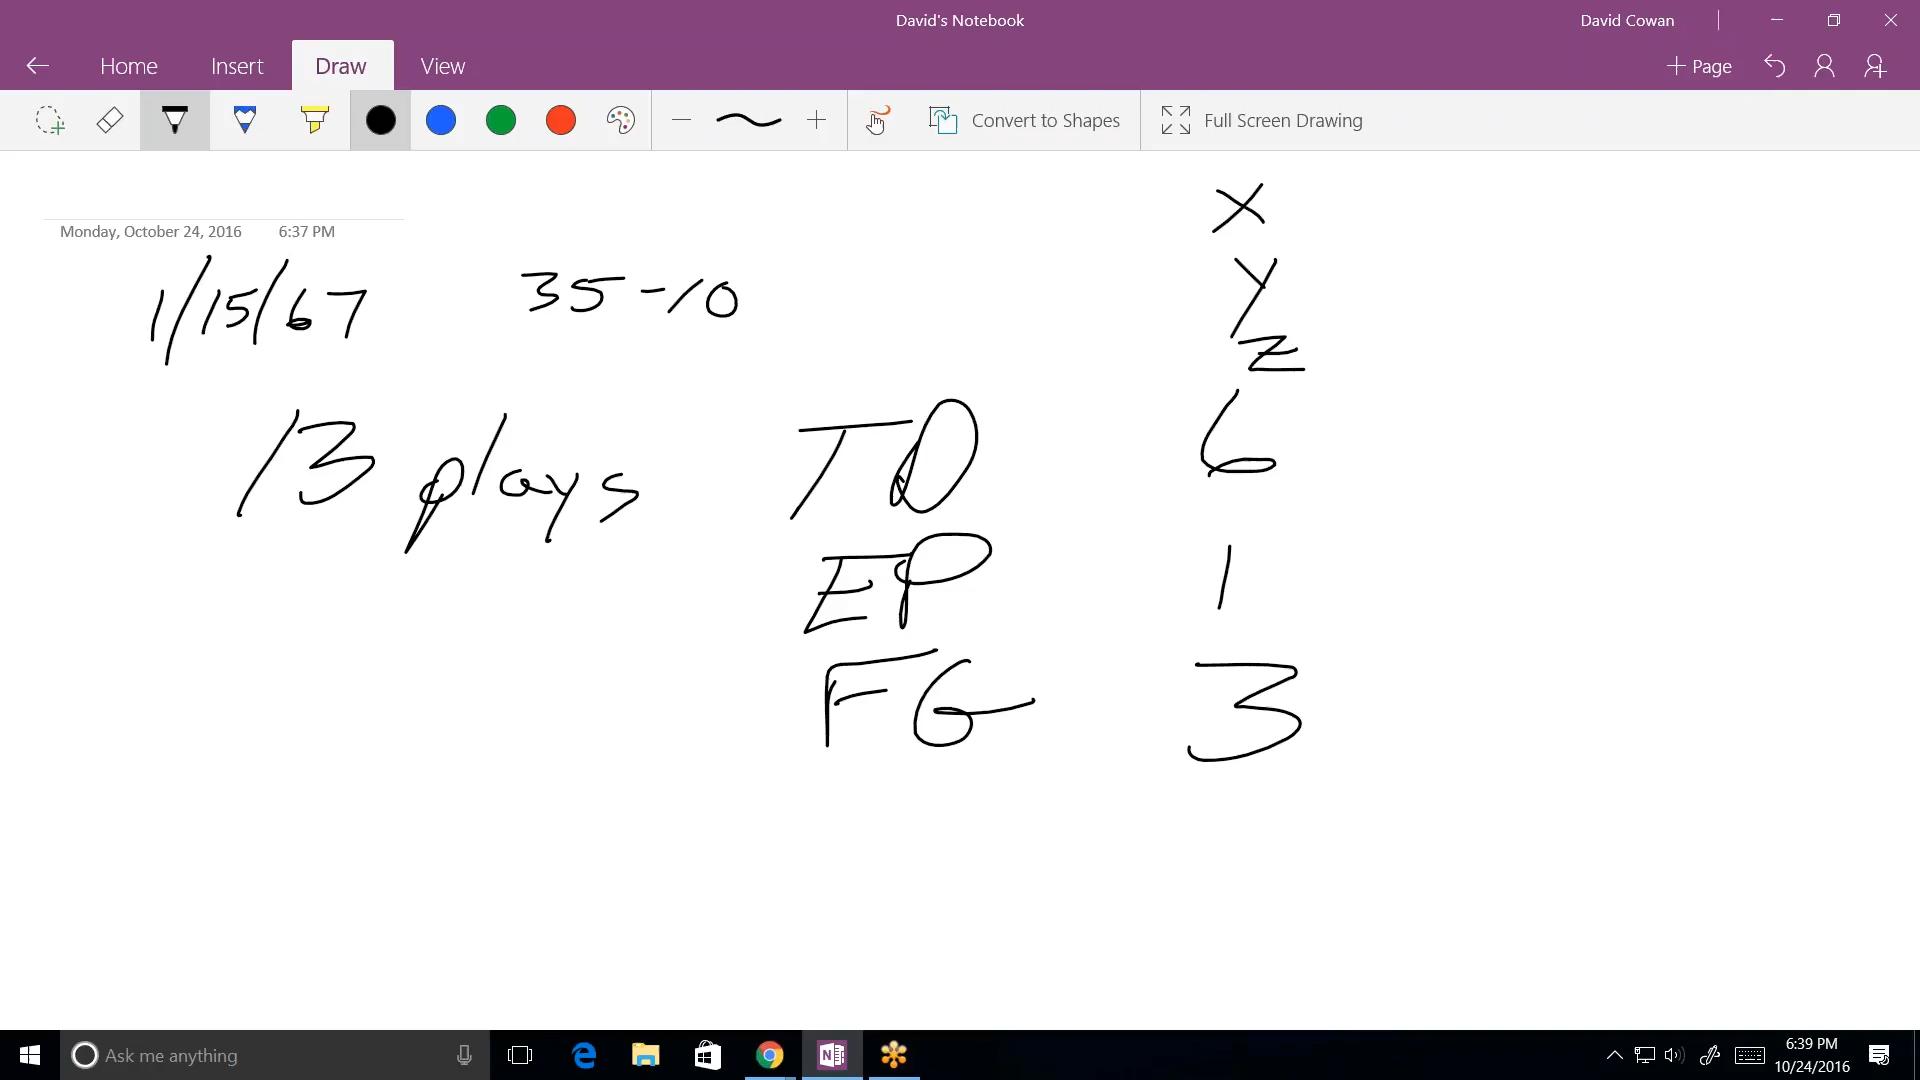 David's Notebook
David Cowan
Home Insert Draw View
Page
Convert to Shapes
Full Screen Drawing
Monday, October 24, 2016 6:37 PM
1/15/67 35-10
13 plays
X
Y
Z
TD 6
EP 1
FG 3
Ask me anything
6:39 PM
10/24/2016